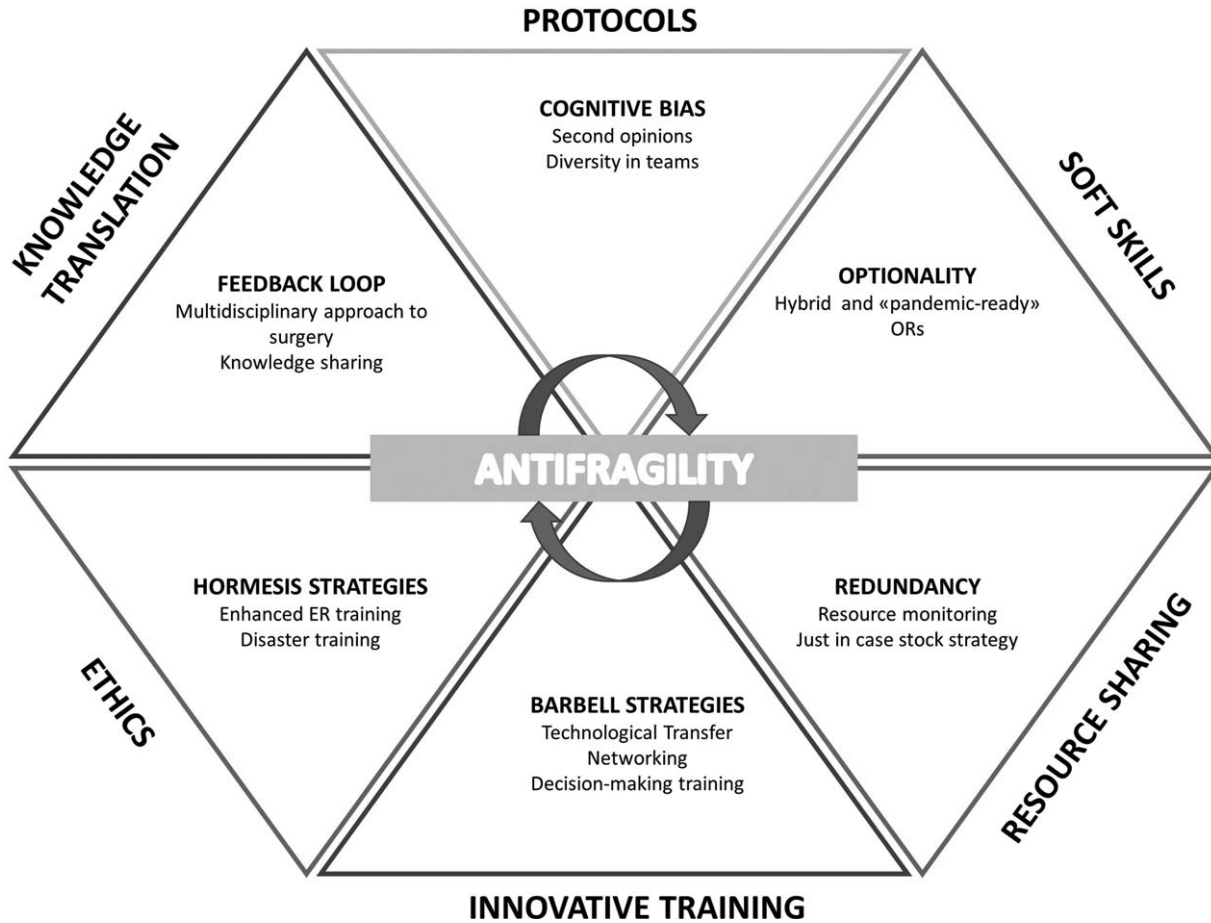 PROTOCOLS
KNOWLEDGE
TRANSLATION
SOFT SKILLS
COGNITIVE BIAS
Second opinions
Diversity in teams
FEEDBACK LOOP
Multidisciplinary approach to
surgery
Knowledge sharing
OPTIONALITY
Hybrid and «pandemic-ready»
ORs
ANTIFRAGILITY
HORMESIS STRATEGIES
Enhanced ER training
Disaster training
REDUNDANCY
Resource monitoring
Just in case stock strategy
BARBELL STRATEGIES
Technological Transfer
Networking
Decision-making training
ETHICS
RESOURCE SHARING
INNOVATIVE TRAINING